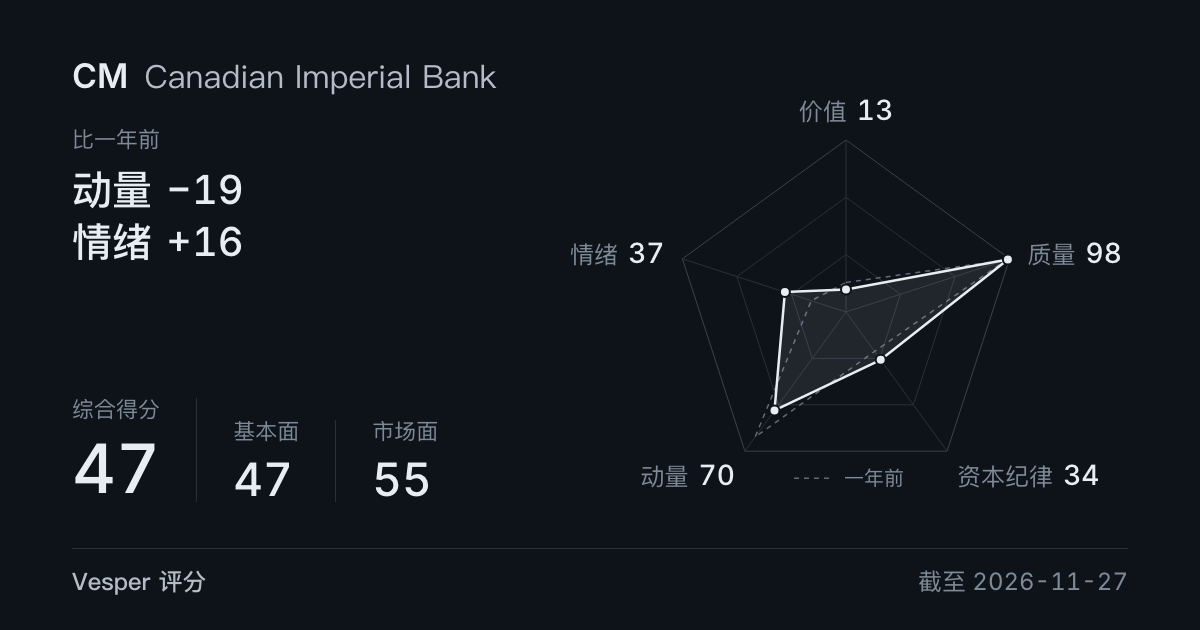 CM Canadian Imperial Bank
比一年前
动量 −19
情绪 +16
综合得分
47
基本面
47
市场面
55
价值 13
情绪 37
质量 98
动量 70
一年前
资本纪律 34
Vesper 评分
截至 2026-11-27